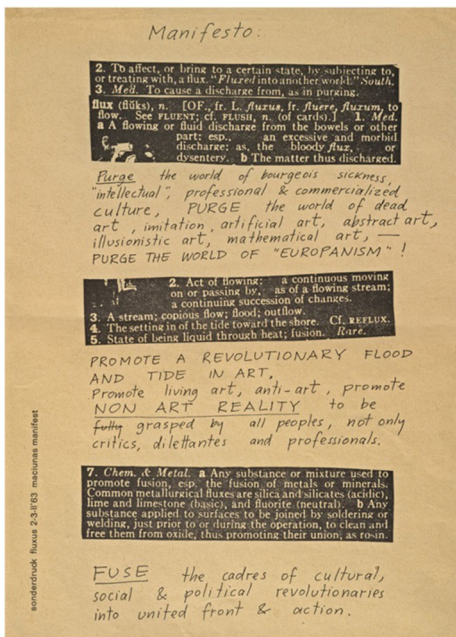 Manifesto:
2. To affect, or bring to a certain state, by subjecting to,
or treating with, a flux. "Fluxed into another world." South.
3. Med. To cause a discharge from, as in purging.
flux (flŭks), n. [OF., fr. L. fluxus, fr. fluere, fluxum, to
flow. See FLUENT; cf. FLUSH, n. (of cards).] 1. Med.
a A flowing or fluid discharge from the bowels or other
part: esp., an excessive and morbid
discharge: as, the bloody flux, or
dysentery. b The matter thus discharged.
Purge the world of bourgeois sickness,
"intellectual", professional & commercialized
culture, PURGE the world of dead
art, imitation, artificial art, abstract art,
illusionistic art, mathematical art, —
PURGE THE WORLD OF "EUROPANISM"!
2. Act of flowing: a continuous moving
on or passing by, as of a flowing stream;
a continuing succession of changes.
3. A stream; copious flow; flood; outflow.
4. The setting in of the tide toward the shore. Cf. REFLUX.
5. State of being liquid through heat; fusion. Rare.
PROMOTE A REVOLUTIONARY FLOOD
AND TIDE IN ART,
Promote living art, anti-art, promote
NON ART REALITY to be
fully grasped by all peoples, not only
critics, dilettantes and professionals.
7. Chem. & Metal. a Any substance or mixture used to
promote fusion, esp. the fusion of metals or minerals.
Common metallurgical fluxes are silica and silicates (acidic),
lime and limestone (basic), and fluorite (neutral). b Any
substance applied to surfaces to be joined by soldering or
welding, just prior to or during the operation, to clean and
free them from oxide, thus promoting their union, as rosin.
FUSE the cadres of cultural,
social & political revolutionaries
into united front & action.
sonderdruck fluxus 2-3-II'63 maciunas manifest